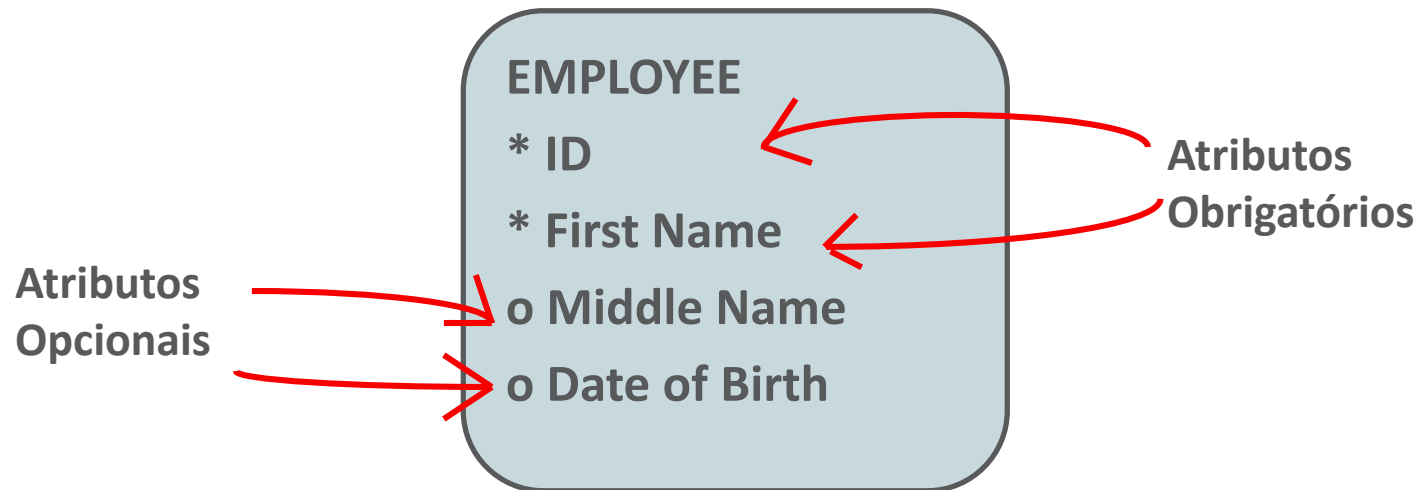 EMPLOYEE
* ID
* First Name
o Middle Name
o Date of Birth
Atributos
Obrigatórios
Atributos
Opcionais